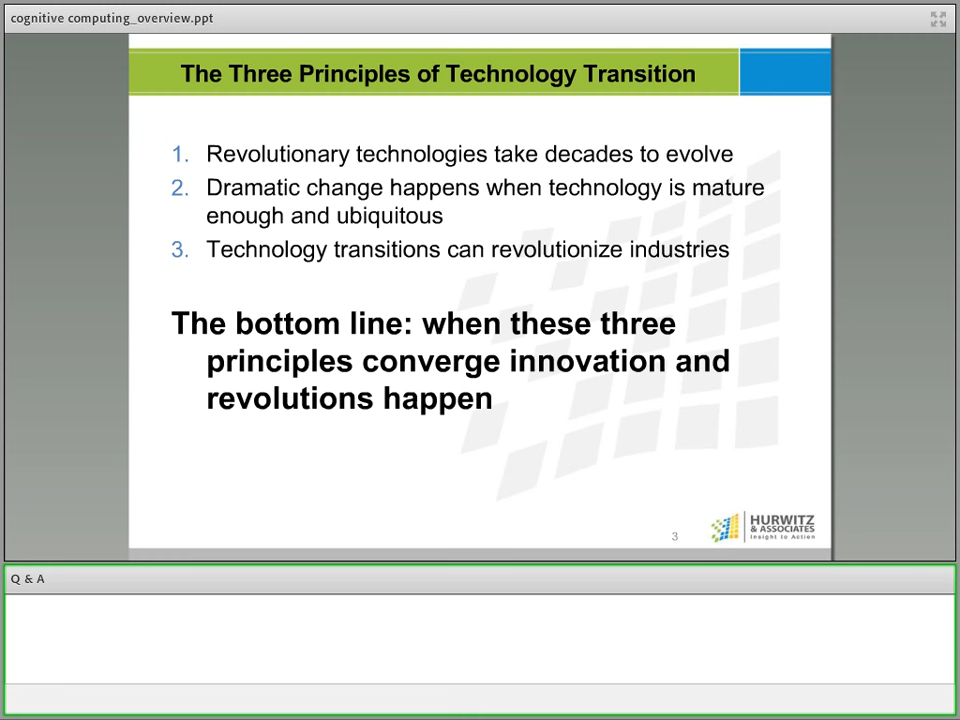 cognitive computing_overview.ppt
The Three Principles of Technology Transition
1. Revolutionary technologies take decades to evolve
2. Dramatic change happens when technology is mature
enough and ubiquitous
3. Technology transitions can revolutionize industries
The bottom line: when these three
principles converge innovation and
revolutions happen
3
HURWITZ
& ASSOCIATES
Insight to Action
Q & A